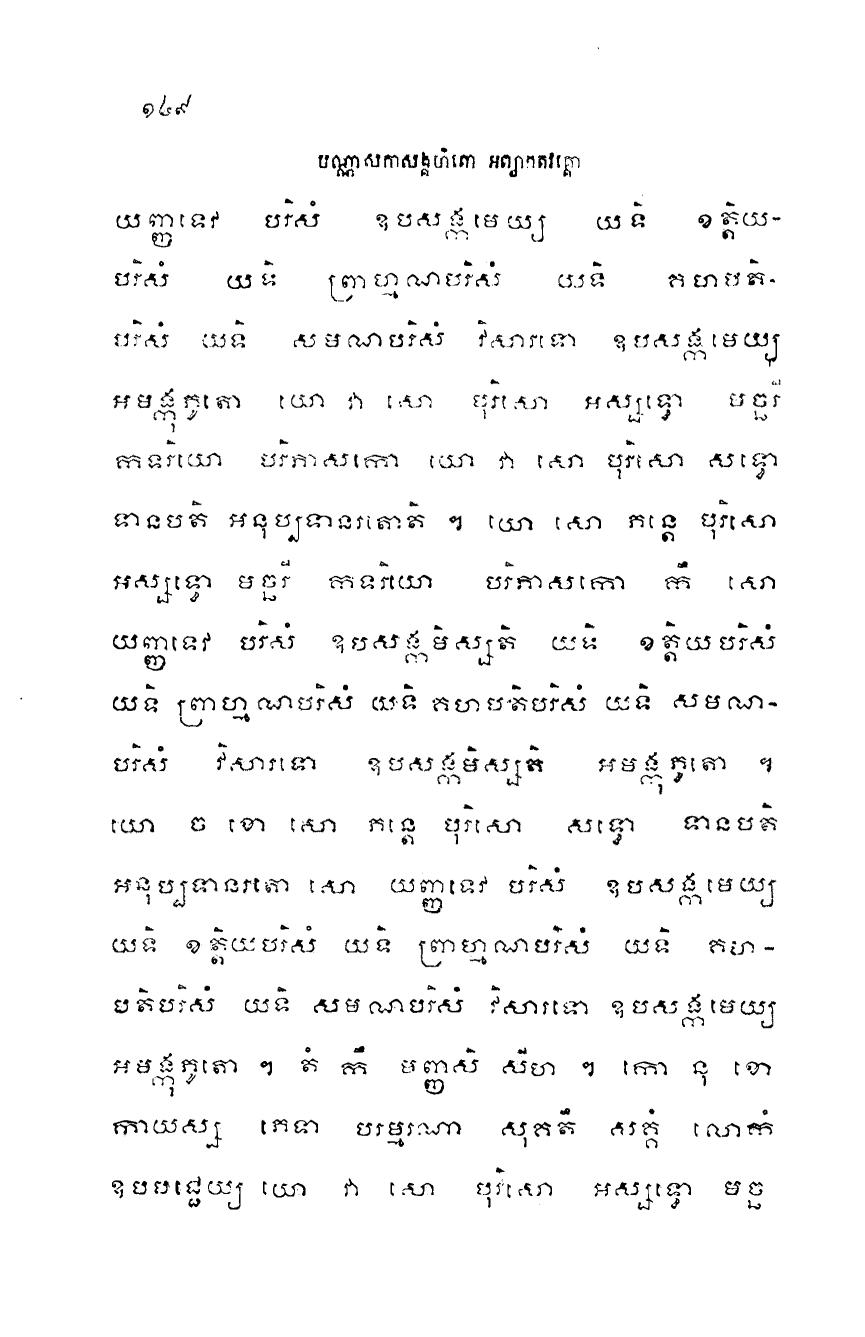 ១៤៩
បណ្ណាសកាសង្គហិតោ អព្យាកតវគ្គោ
យញ្ញទេវ បរិសំ ឧបសង្កមេយ្យ យទិ ខត្តិយ-
បរិសំ យទិ ព្រាហ្មណបរិសំ យទិ គហបតិ-
បរិសំ យទិ សមណបរិសំ វិសារទោ ឧបសង្កមេយ្យ
អមង្កុភូតោ យោ វា សោ បុរិសោ អស្សទ្ធោ មច្ឆរី
កទរិយោ បរិភាសកោ យោ វា សោ បុរិសោ សទ្ធោ
ទានបតិ អនុប្បទានរតោតិ ។ យោ សោ ភន្តេ បុរិសោ
អស្សទ្ធោ មច្ឆរី កទរិយោ បរិភាសកោ កឹ សោ
យញ្ញទេវ បរិសំ ឧបសង្កមិស្សតិ យទិ ខត្តិយបរិសំ
យទិ ព្រាហ្មណបរិសំ យទិ គហបតិបរិសំ យទិ សមណ-
បរិសំ វិសារទោ ឧបសង្កមិស្សតិ អមង្កុភូតោ ។
យោ ច ខោ សោ ភន្តេ បុរិសោ សទ្ធោ ទានបតិ
អនុប្បទានរតោ សោ យញ្ញទេវ បរិសំ ឧបសង្កមេយ្យ
យទិ ខត្តិយបរិសំ យទិ ព្រាហ្មណបរិសំ យទិ គហ-
បតិបរិសំ យទិ សមណបរិសំ វិសារទោ ឧបសង្កមេយ្យ
អមង្កុភូតោ ។ តំ កឹ មញ្ញសិ សីហ ។ កោ នុ ខោ
កាយស្ស ភេទា បរម្មរណា សុគតឹ សគ្គំ លោកំ
ឧបបជ្ជេយ្យ យោ វា សោ បុរិសោ អស្សទ្ធោ មច្ឆ